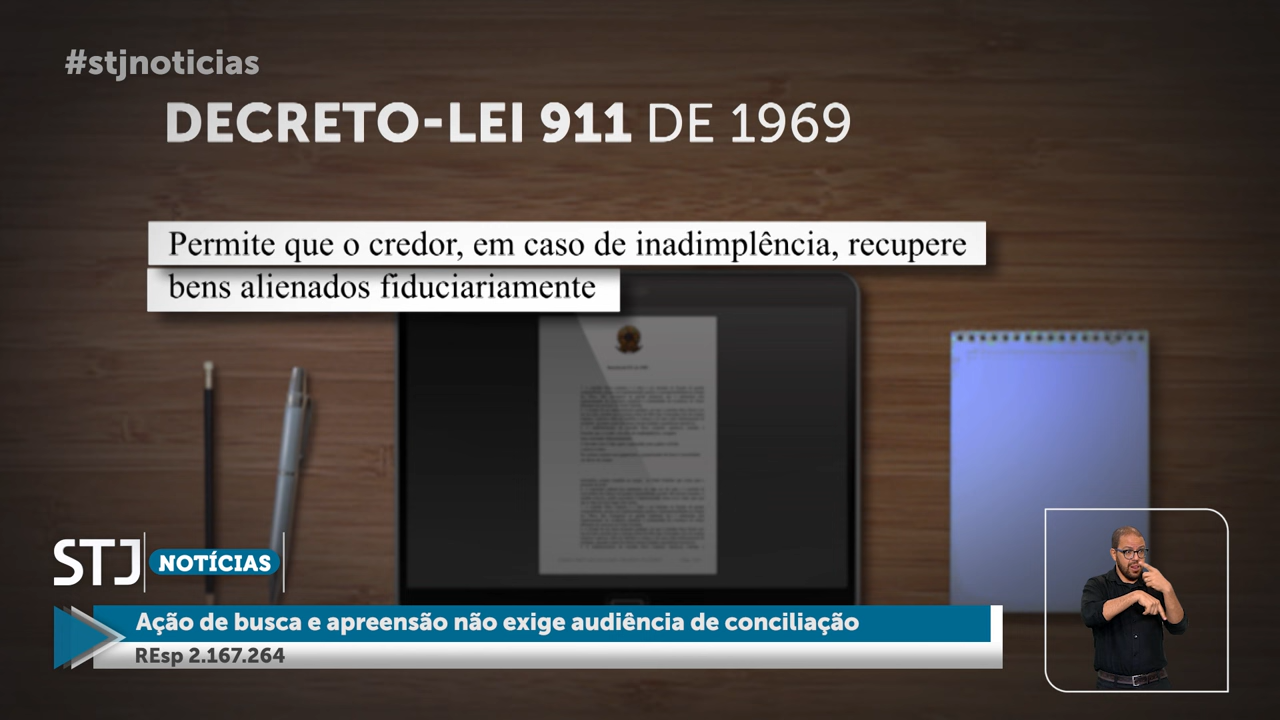 #stjnoticias
DECRETO-LEI 911 DE 1969
Permite que o credor, em caso de inadimplência, recupere
bens alienados fiduciariamente
STJ NOTÍCIAS
Ação de busca e apreensão não exige audiência de conciliação
REsp 2.167.264